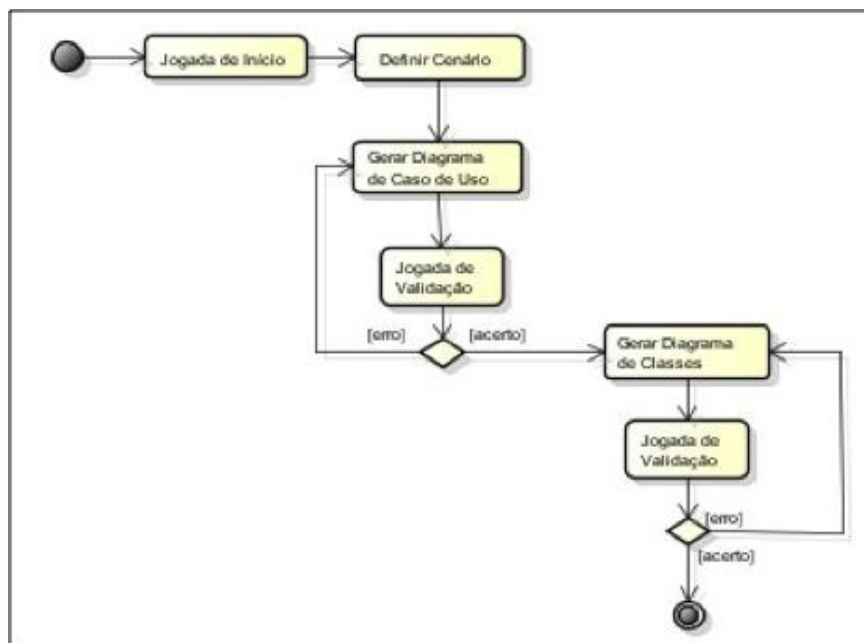 Jogada de Início
Definir Cenário
Gerar Diagrama
de Caso de Uso
Jogada de
Validação
[erro]
[acerto]
Gerar Diagrama
de Classes
Jogada de
Validação
[erro]
[acerto]